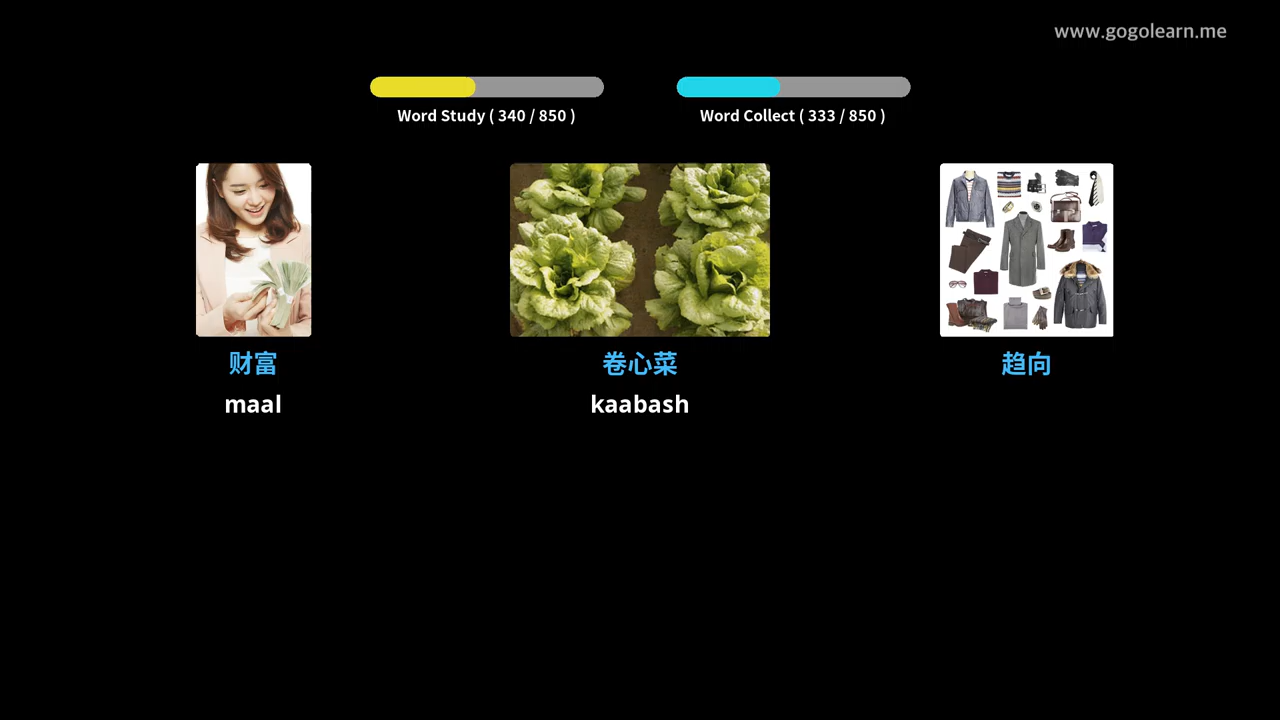 www.gogolearn.me
Word Study ( 340 / 850 )
Word Collect ( 333 / 850 )
财富
卷心菜
趋向
maal
kaabash